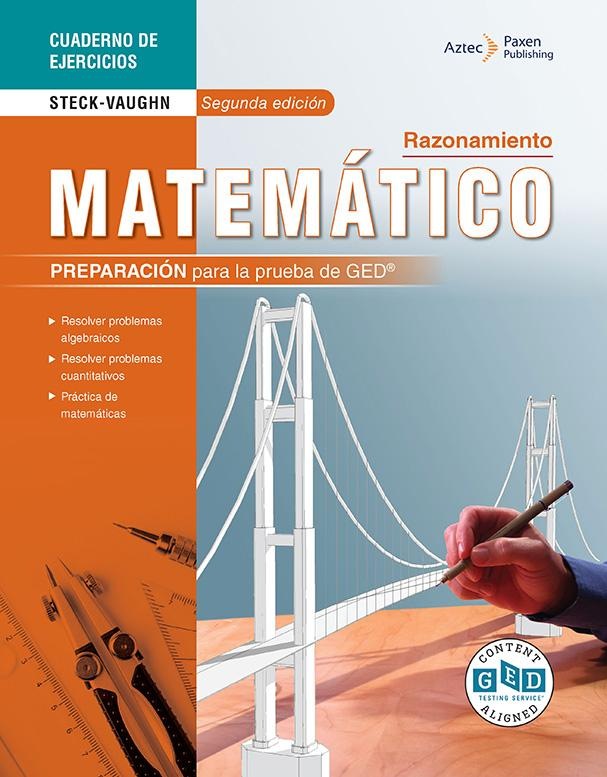 CUADERNO DE
EJERCICIOS
Aztec Paxen
Publishing
STECK-VAUGHN Segunda edición
Razonamiento
MATEMÁTICO
PREPARACIÓN para la prueba de GED®
▶ Resolver problemas
algebraicos
▶ Resolver problemas
cuantitativos
▶ Práctica de
matemáticas
CONTENT
GED
TESTING SERVICE®
ALIGNED